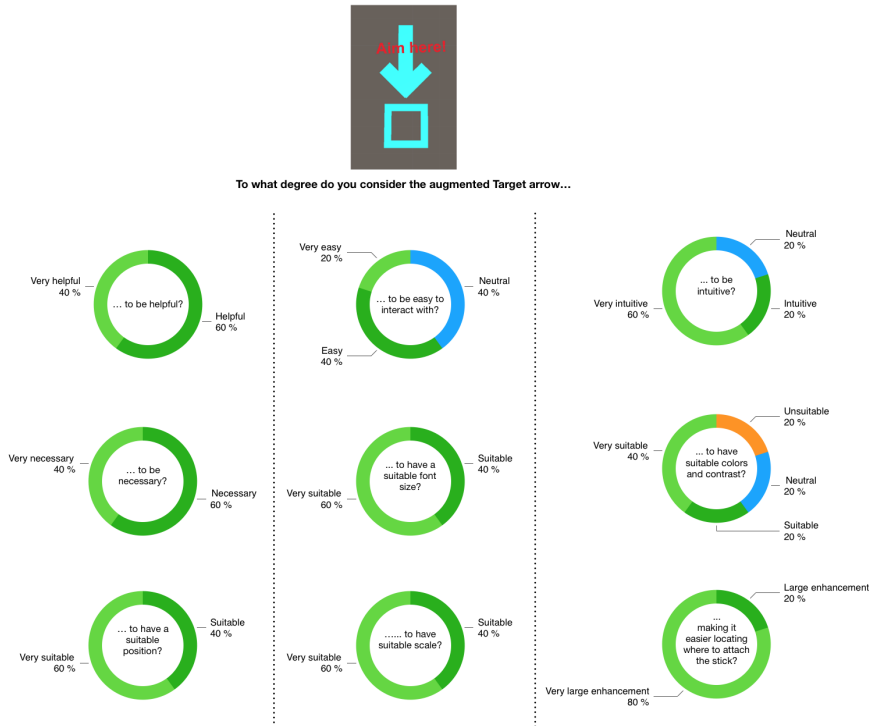 Aim here!
To what degree do you consider the augmented Target arrow…
Very helpful
40 %
… to be helpful?
Helpful
60 %
Very easy
20 %
… to be easy to
interact with?
Neutral
40 %
Easy
40 %
Neutral
20 %
... to be
intuitive?
Very intuitive
60 %
Intuitive
20 %
Very necessary
40 %
… to be
necessary?
Necessary
60 %
... to have a
suitable font
size?
Suitable
40 %
Very suitable
60 %
Unsuitable
20 %
Very suitable
40 %
... to have
suitable colors
and contrast?
Neutral
20 %
Suitable
20 %
… to have a
suitable
position?
Suitable
40 %
Very suitable
60 %
…... to have
suitable scale?
Suitable
40 %
Very suitable
60 %
Large enhancement
20 %
...
making it
easier locating
where to attach
the stick?
Very large enhancement
80 %